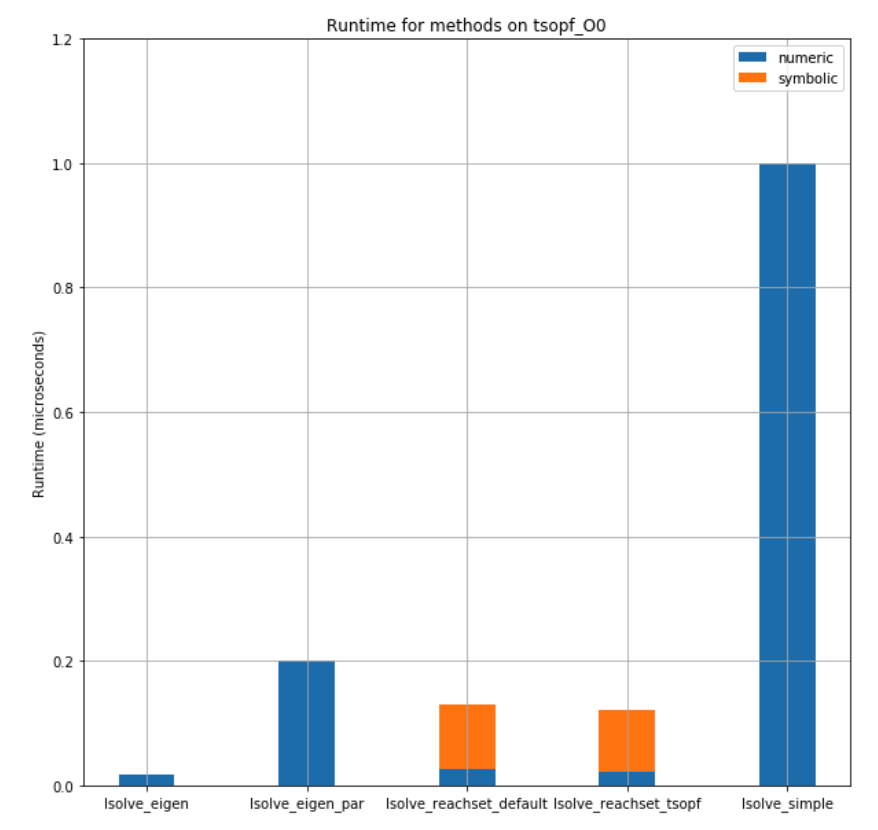 Runtime for methods on tsopf_O0
numeric
symbolic
Runtime (microseconds)
1.2
1.0
0.8
0.6
0.4
0.2
0.0
lsolve_eigen
lsolve_eigen_par
lsolve_reachset_default
lsolve_reachset_tsopf
lsolve_simple